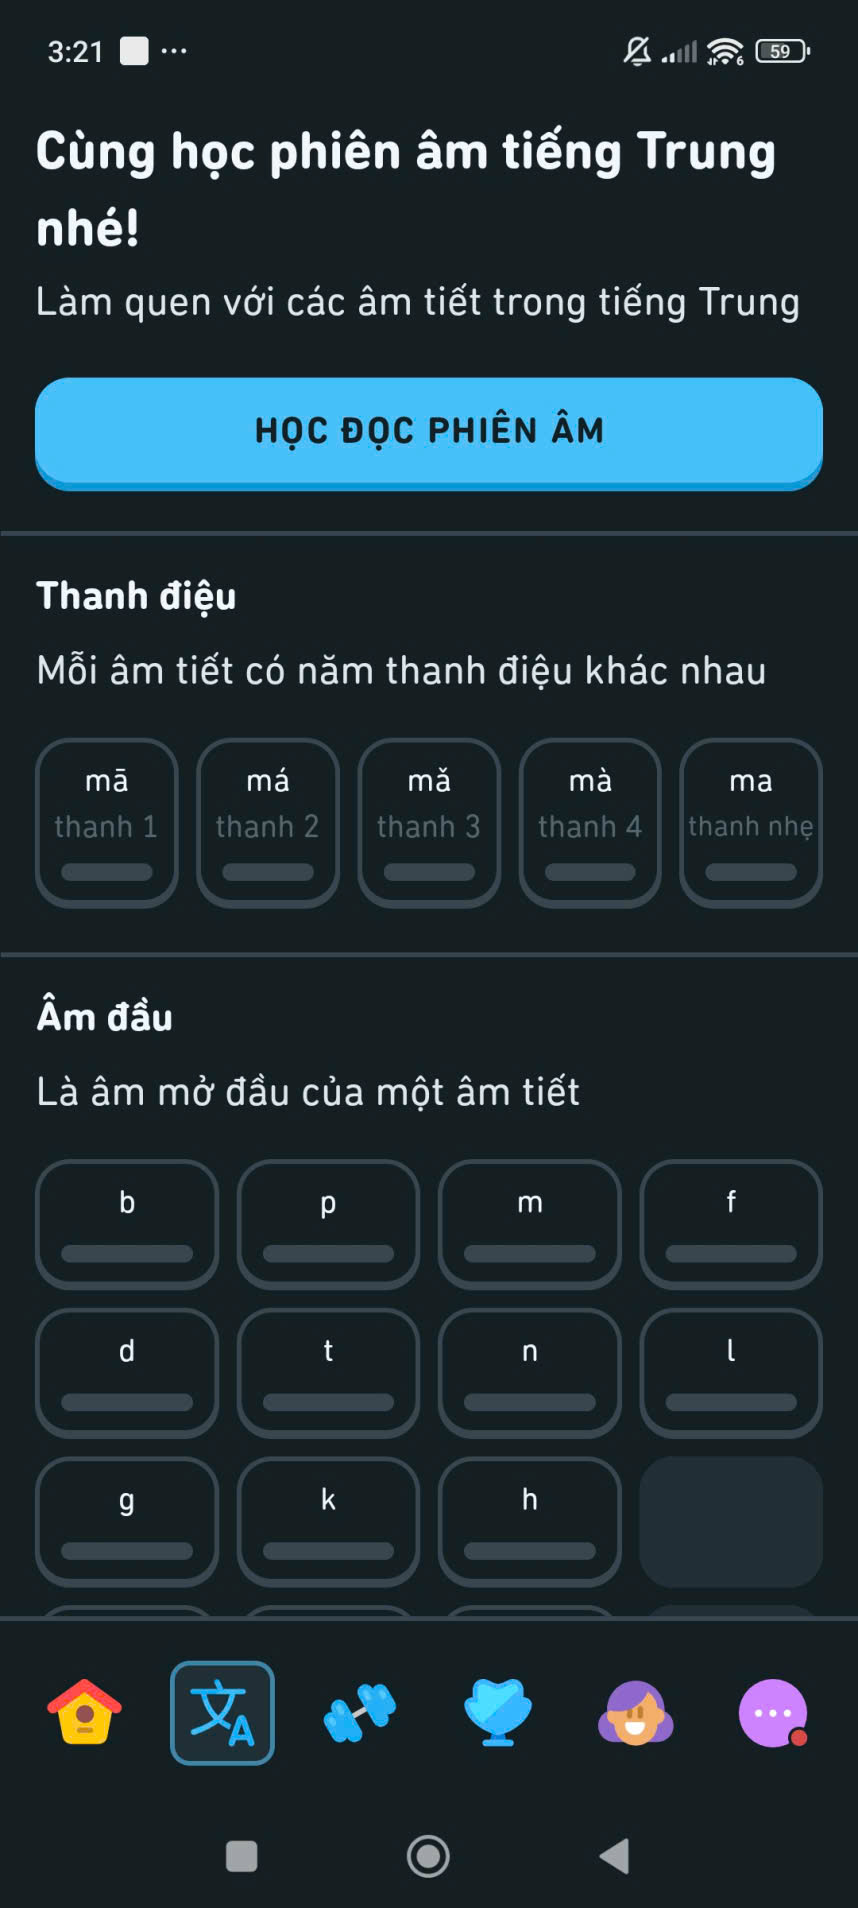 3:21
59
Cùng học phiên âm tiếng Trung
nhé!
Làm quen với các âm tiết trong tiếng Trung
HỌC ĐỌC PHIÊN ÂM
Thanh điệu
Mỗi âm tiết có năm thanh điệu khác nhau
mā má mǎ mà ma
thanh 1 thanh 2 thanh 3 thanh 4 thanh nhẹ
Âm đầu
Là âm mở đầu của một âm tiết
b p m f
d t n l
g k h
文A